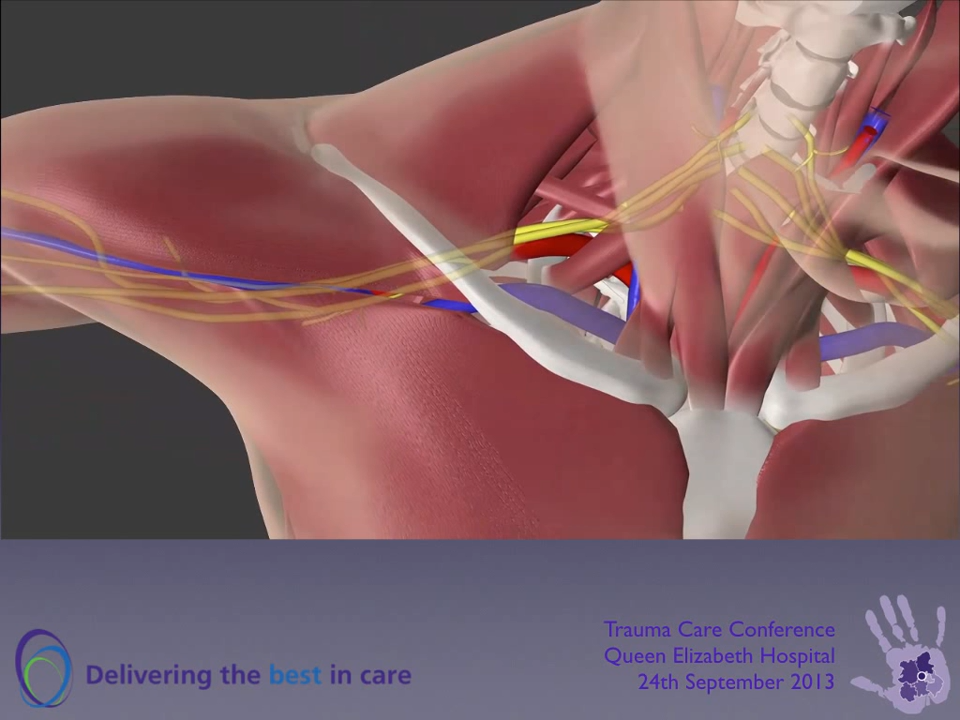 Trauma Care Conference
Queen Elizabeth Hospital
24th September 2013
Delivering the best in care